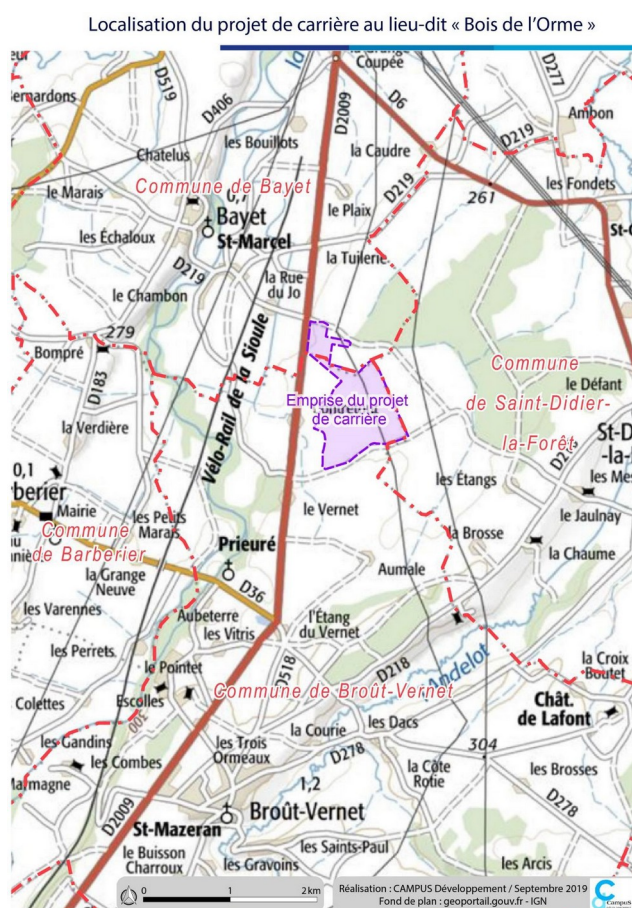 Localisation du projet de carrière au lieu-dit « Bois de l'Orme »
Coupée
D519
D406
D2009
D6
D277
Ambon
D219
Chatelus
les Bouillots
la Caudre
D219
le Marais
Commune de Bayet
261
les Fondets
Bayet
le Plaix
les Échaloux
St-Marcel
D219
la Tuilerie
la Rue
du Jo
le Chambon
279
Bompré
Vélo-Rail de la Sioule
Commune
de Saint-Didier-
la-Forêt
le Défant
D183
Emprise du projet
de carrière
la Verdière
0,1
les Étangs
Mairie
les Petits
Marais
le Vernet
le Jaulnay
Commune
de Barberier
Prieuré
la Brosse
la Chaume
la Grange
Neuve
D36
Aumale
les Varennes
Aubeterre
les Vitris
l'Étang
du Vernet
les Perrets
D518
D218
l'Andelot
la Croix
Boutet
le Pointet
Commune de Broût-Vernet
Colettes
Escolles
300
Chât.
de Lafont
les Gandins
les Combes
les Trois
Ormeaux
la Courie
les Dacs
D278
304
la Côte
Rotie
les Brosses
1,2
D2009
Broût-Vernet
D278
St-Mazeran
le Buisson
Charroux
les Saints-Paul
les Gravoins
les Arcis
0 1 2 km
Réalisation : CAMPUS Développement / Septembre 2019
Fond de plan : geoportail.gouv.fr - IGN